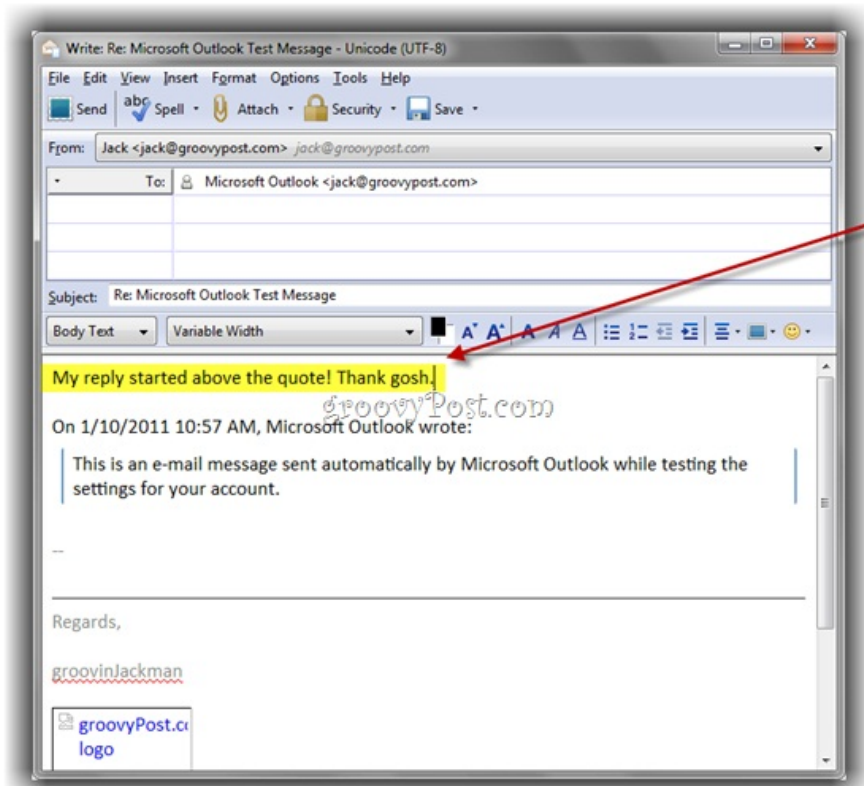 Write: Re: Microsoft Outlook Test Message - Unicode (UTF-8)
File Edit View Insert Format Options Tools Help
Send Spell Attach Security Save
From: Jack <jack@groovypost.com> jack@groovypost.com
To: Microsoft Outlook <jack@groovypost.com>
Subject: Re: Microsoft Outlook Test Message
Body Text Variable Width
My reply started above the quote! Thank gosh.
groovyPost.com
On 1/10/2011 10:57 AM, Microsoft Outlook wrote:
This is an e-mail message sent automatically by Microsoft Outlook while testing the
settings for your account.
--
Regards,
groovinJackman
groovyPost.co
logo